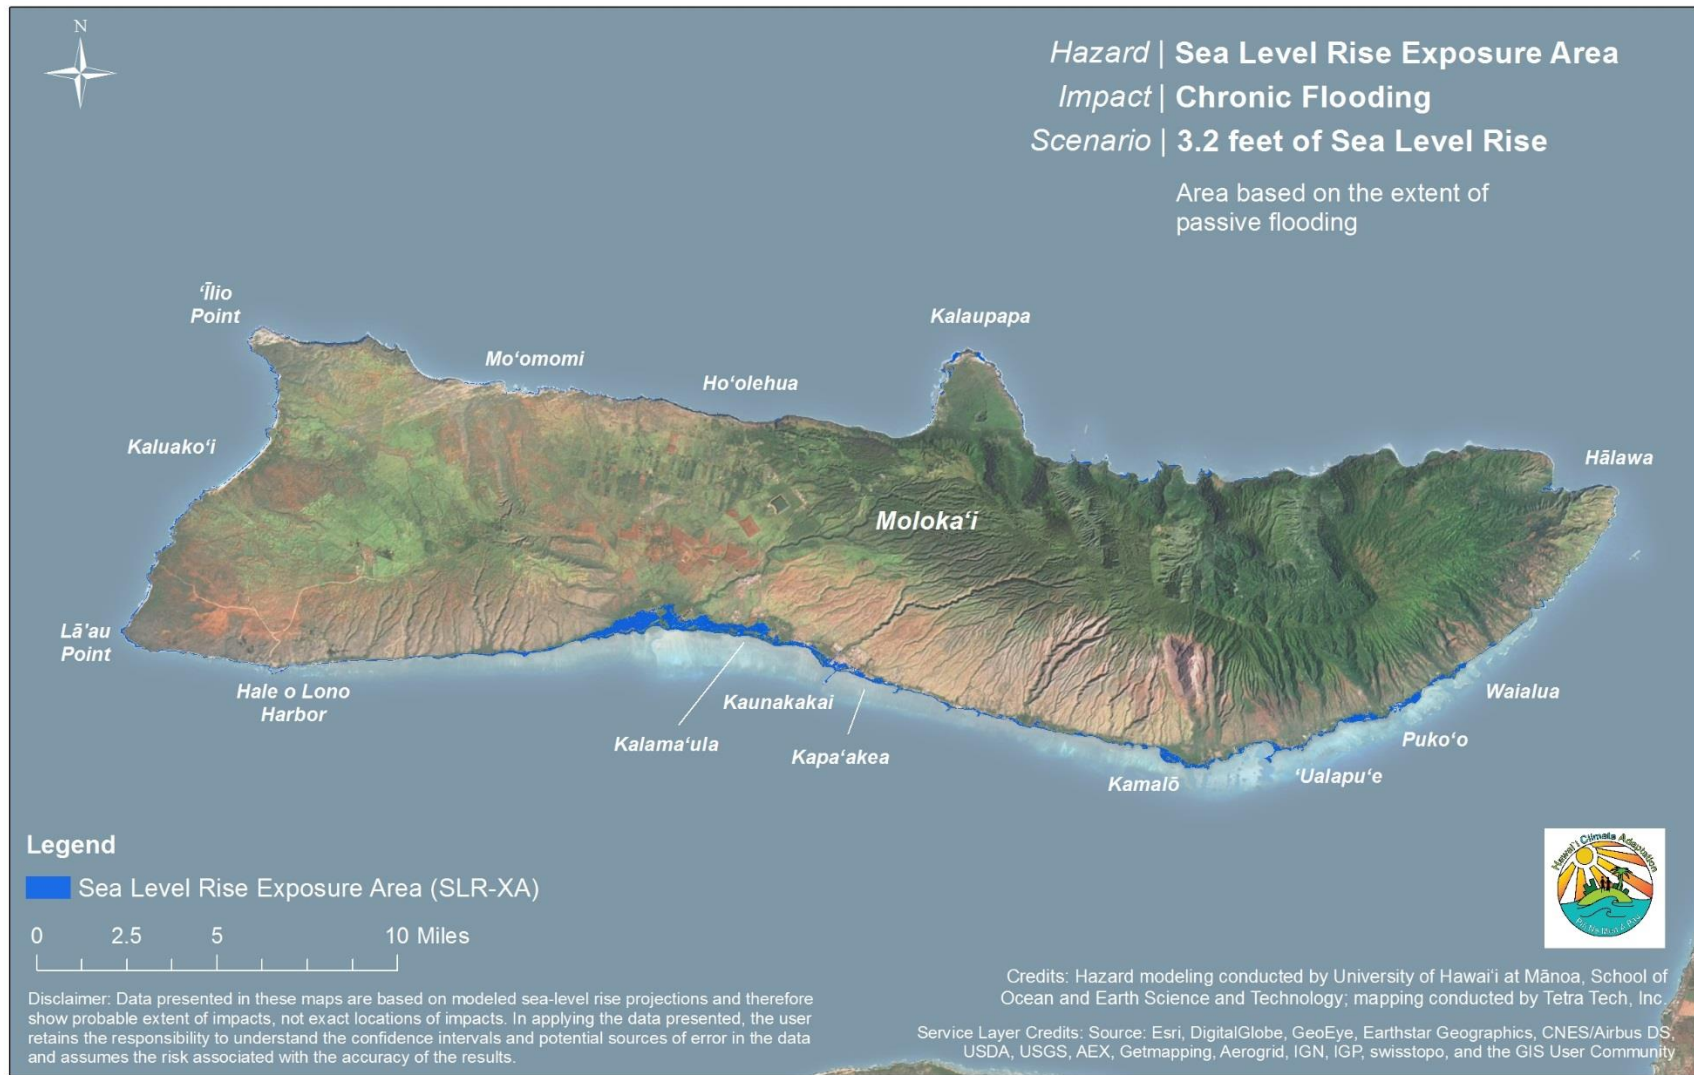 N
Hazard | Sea Level Rise Exposure Area
Impact | Chronic Flooding
Scenario | 3.2 feet of Sea Level Rise
Area based on the extent of
passive flooding
ʻĪlio
Point
Kalaupapa
Moʻomomi
Hoʻolehua
Kaluakoʻi
Hālawa
Molokaʻi
Lāʻau
Point
Hale o Lono
Harbor
Kaunakakai
Waialua
Kalamaʻula
Kapaʻakea
Pukoʻo
Kamalō
ʻUalapuʻe
Legend
Sea Level Rise Exposure Area (SLR-XA)
0 2.5 5 10 Miles
Disclaimer: Data presented in these maps are based on modeled sea-level rise projections and therefore
show probable extent of impacts, not exact locations of impacts. In applying the data presented, the user
retains the responsibility to understand the confidence intervals and potential sources of error in the data
and assumes the risk associated with the accuracy of the results.
Hawaiʻi Climate Adaptation
Credits: Hazard modeling conducted by University of Hawaiʻi at Mānoa, School of
Ocean and Earth Science and Technology; mapping conducted by Tetra Tech, Inc.
Service Layer Credits: Source: Esri, DigitalGlobe, GeoEye, Earthstar Geographics, CNES/Airbus DS,
USDA, USGS, AEX, Getmapping, Aerogrid, IGN, IGP, swisstopo, and the GIS User Community